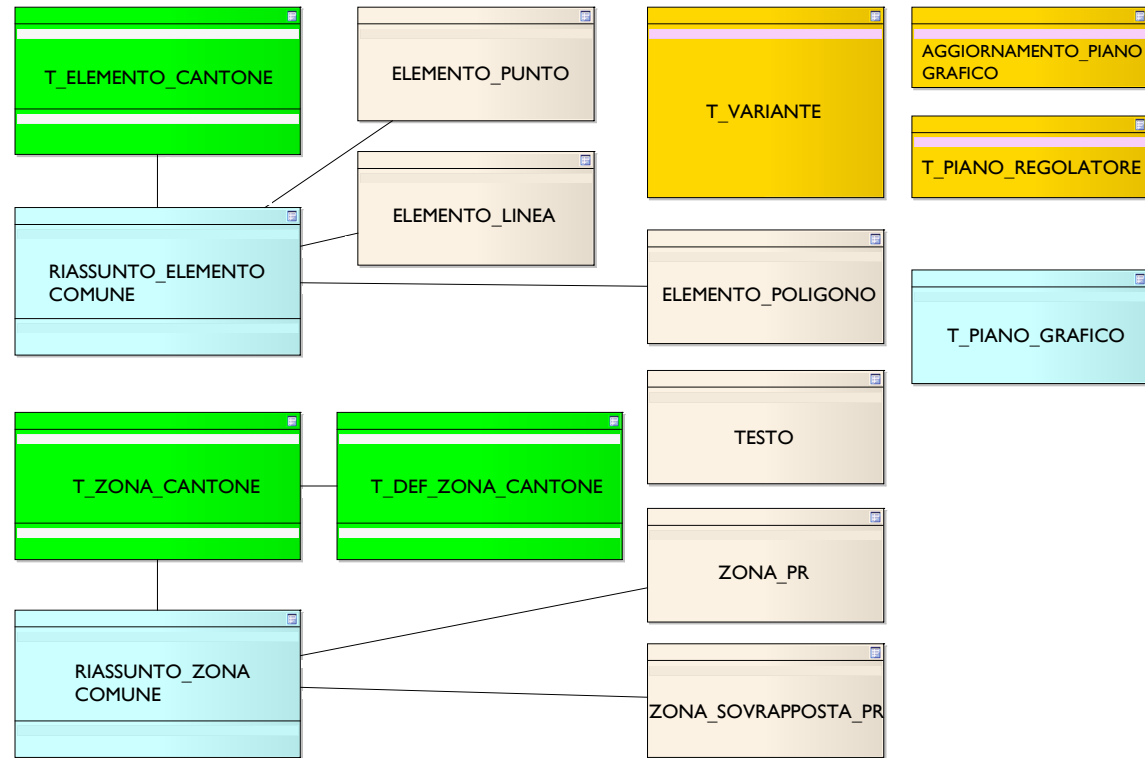 T_ELEMENTO_CANTONE
ELEMENTO_PUNTO
T_VARIANTE
AGGIORNAMENTO_PIANO
GRAFICO
T_PIANO_REGOLATORE
ELEMENTO_LINEA
RIASSUNTO_ELEMENTO
COMUNE
ELEMENTO_POLIGONO
T_PIANO_GRAFICO
TESTO
T_ZONA_CANTONE
T_DEF_ZONA_CANTONE
ZONA_PR
RIASSUNTO_ZONA
COMUNE
ZONA_SOVRAPPOSTA_PR